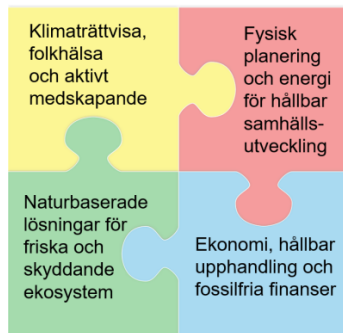 Klimaträttvisa,
folkhälsa
och aktivt
medskapande
Fysisk
planering
och energi
för hållbar
samhälls-
utveckling
Naturbaserade
lösningar för
friska och
skyddande
ekosystem
Ekonomi, hållbar
upphandling och
fossilfria finanser